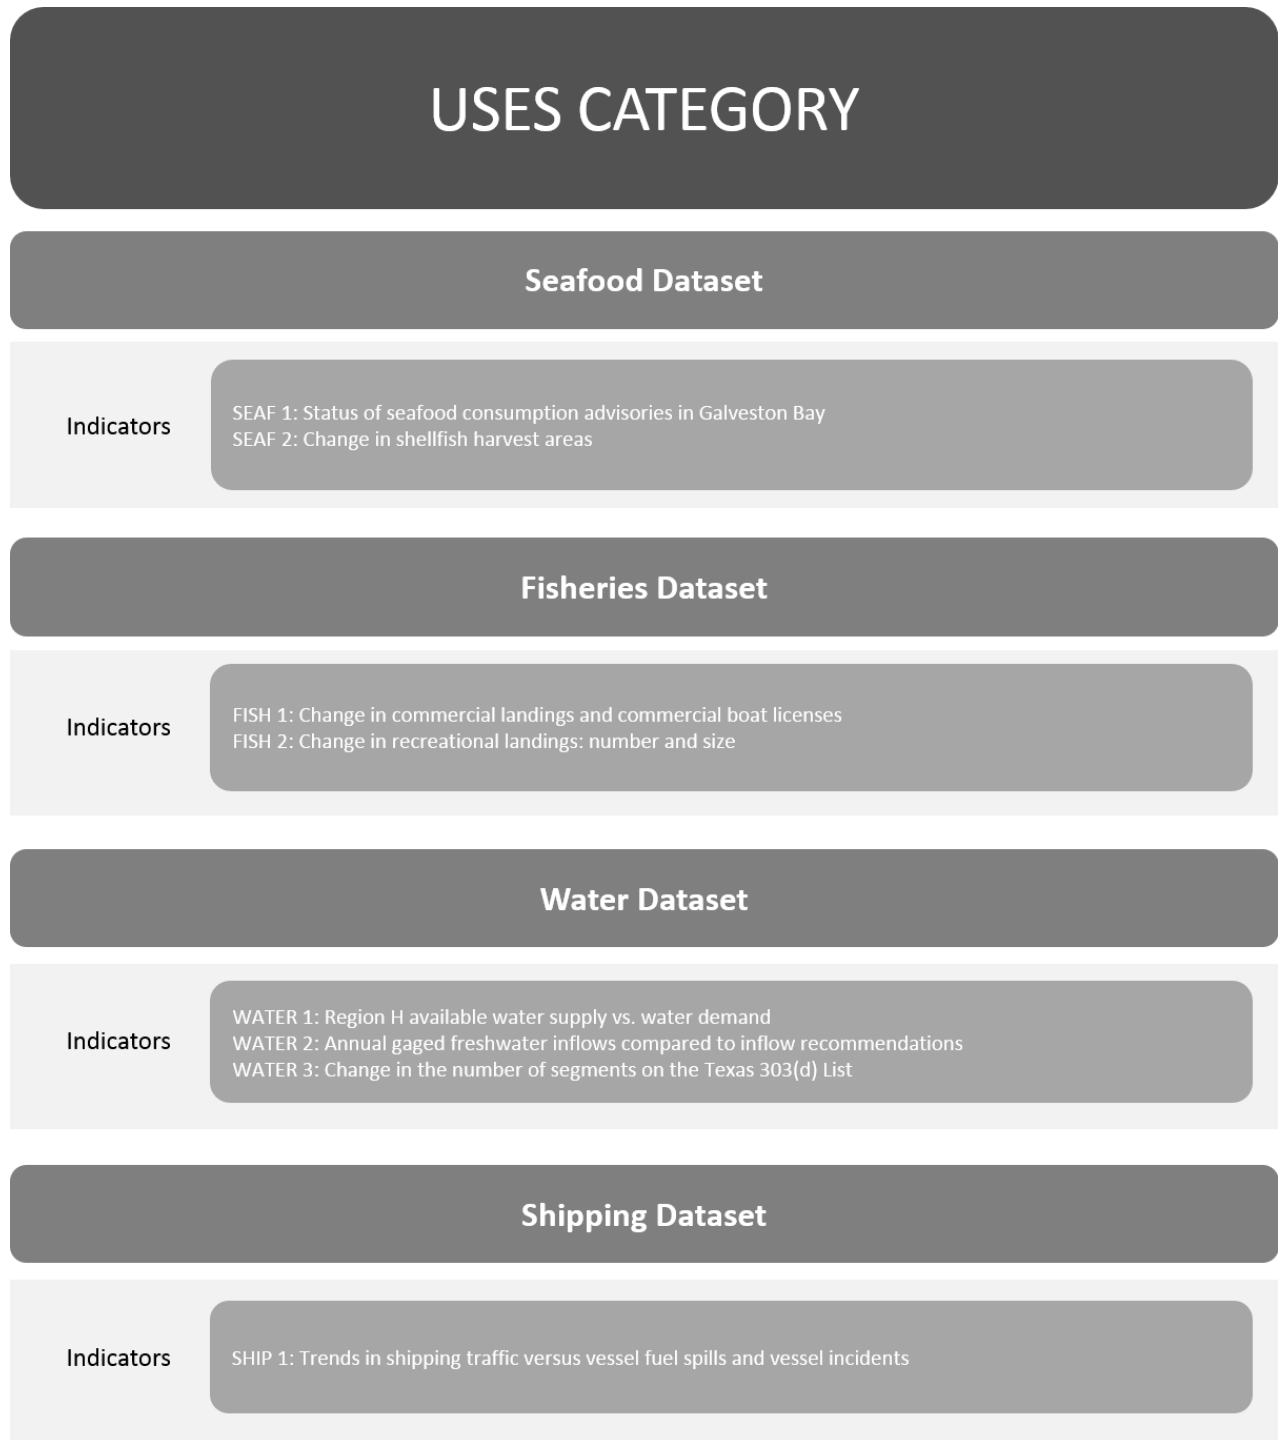 USES CATEGORY
Seafood Dataset
Indicators
SEAF 1: Status of seafood consumption advisories in Galveston Bay
SEAF 2: Change in shellfish harvest areas
Fisheries Dataset
Indicators
FISH 1: Change in commercial landings and commercial boat licenses
FISH 2: Change in recreational landings: number and size
Water Dataset
Indicators
WATER 1: Region H available water supply vs. water demand
WATER 2: Annual gaged freshwater inflows compared to inflow recommendations
WATER 3: Change in the number of segments on the Texas 303(d) List
Shipping Dataset
Indicators
SHIP 1: Trends in shipping traffic versus vessel fuel spills and vessel incidents